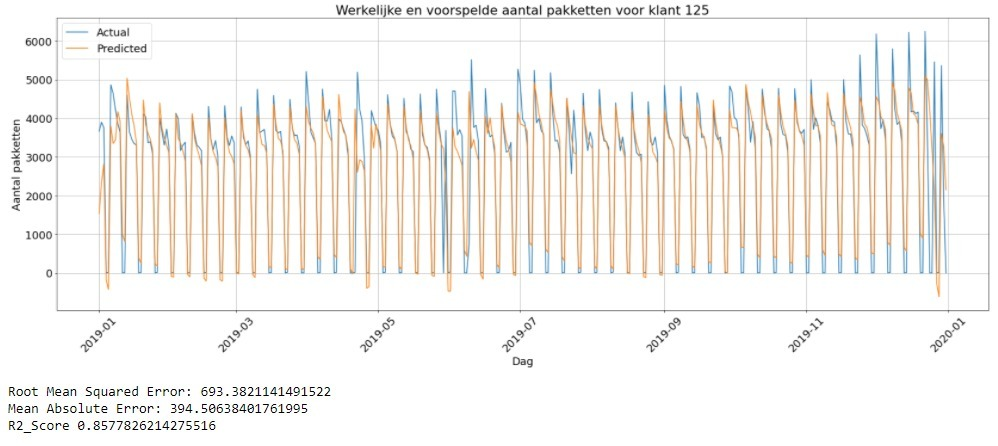 Werkelijke en voorspelde aantal pakketten voor klant 125
Actual
Predicted
Aantal pakketten
6000
5000
4000
3000
2000
1000
0
2019-01
2019-03
2019-05
2019-07
2019-09
2019-11
2020-01
Dag
Root Mean Squared Error: 693.3821141491522
Mean Absolute Error: 394.50638401761995
R2_Score 0.8577826214275516